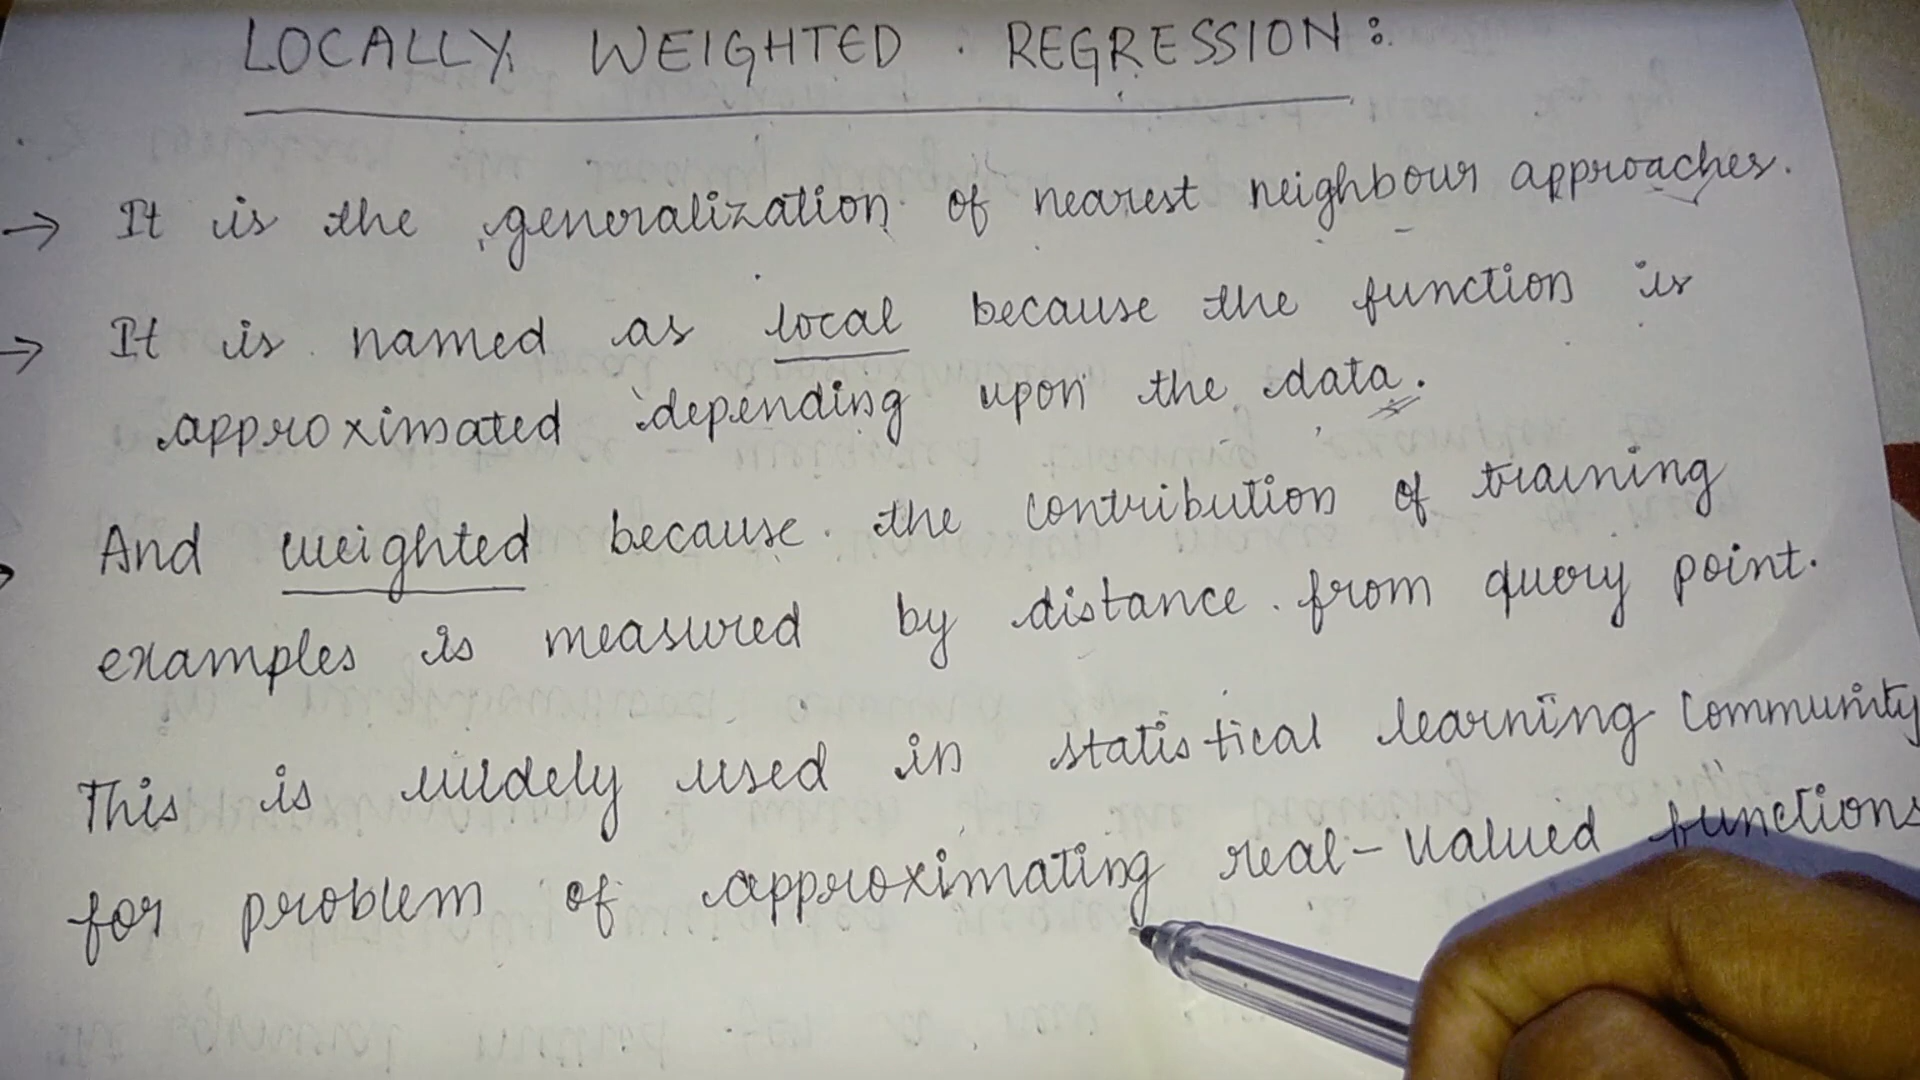 LOCALLY WEIGHTED REGRESSION:
→ It is the generalization of nearest neighbour approaches.
→ It is named as local because the function is
approximated depending upon the data.
And weighted because the contribution of training
examples is measured by distance from query point.
This is widely used in statistical learning community
for problem of approximating real-valued functions